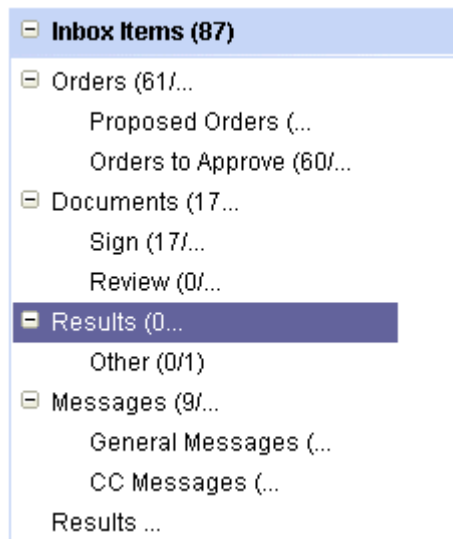 Inbox Items (87)
Orders (61/...
Proposed Orders (...
Orders to Approve (60/...
Documents (17...
Sign (17/...
Review (0/...
Results (0...
Other (0/1)
Messages (9/...
General Messages (...
CC Messages (...
Results ...